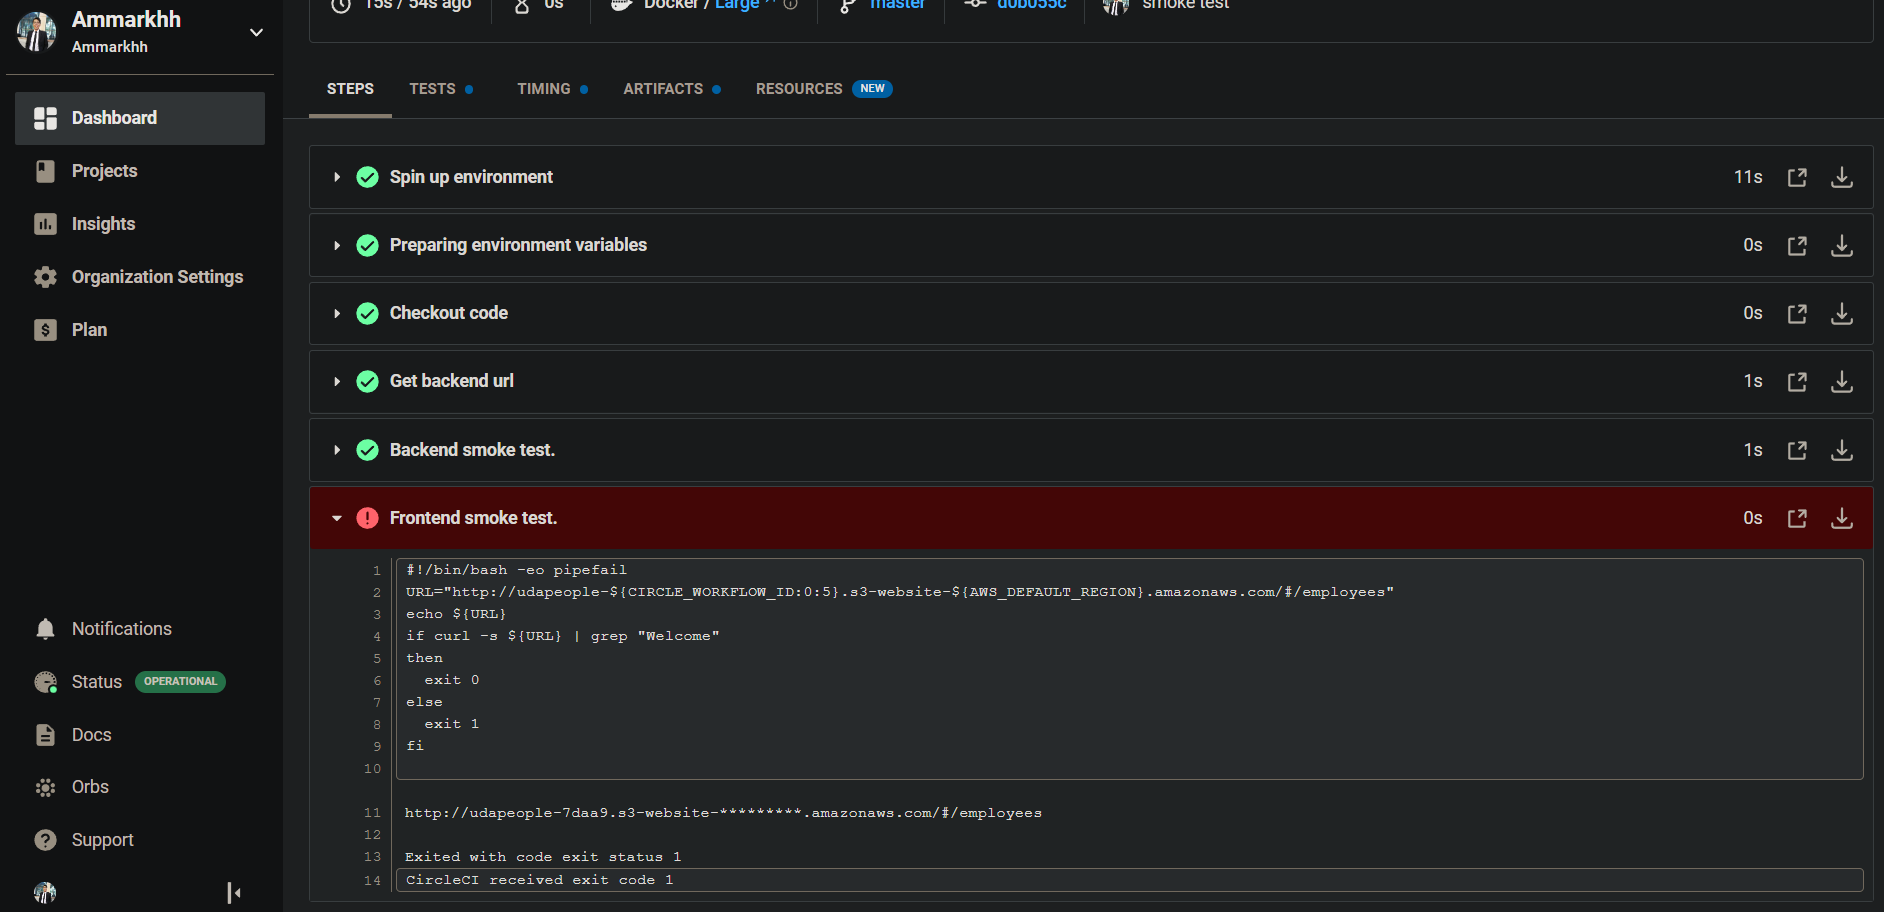 Ammarkhh
Ammarkhh
Dashboard
Projects
Insights
Organization Settings
Plan
Notifications
Status OPERATIONAL
Docs
Orbs
Support
15s / 54s ago
0s
Docker / Large
master
d0b055c
smoke test
STEPS TESTS TIMING ARTIFACTS RESOURCES NEW
Spin up environment 11s
Preparing environment variables 0s
Checkout code 0s
Get backend url 1s
Backend smoke test. 1s
Frontend smoke test. 0s
1 #!/bin/bash -eo pipefail
2 URL="http://udapeople-${CIRCLE_WORKFLOW_ID:0:5}.s3-website-${AWS_DEFAULT_REGION}.amazonaws.com/#/employees"
3 echo ${URL}
4 if curl -s ${URL} | grep "Welcome"
5 then
6   exit 0
7 else
8   exit 1
9 fi
10
11 http://udapeople-7daa9.s3-website-*********.amazonaws.com/#/employees
12
13 Exited with code exit status 1
14 CircleCI received exit code 1